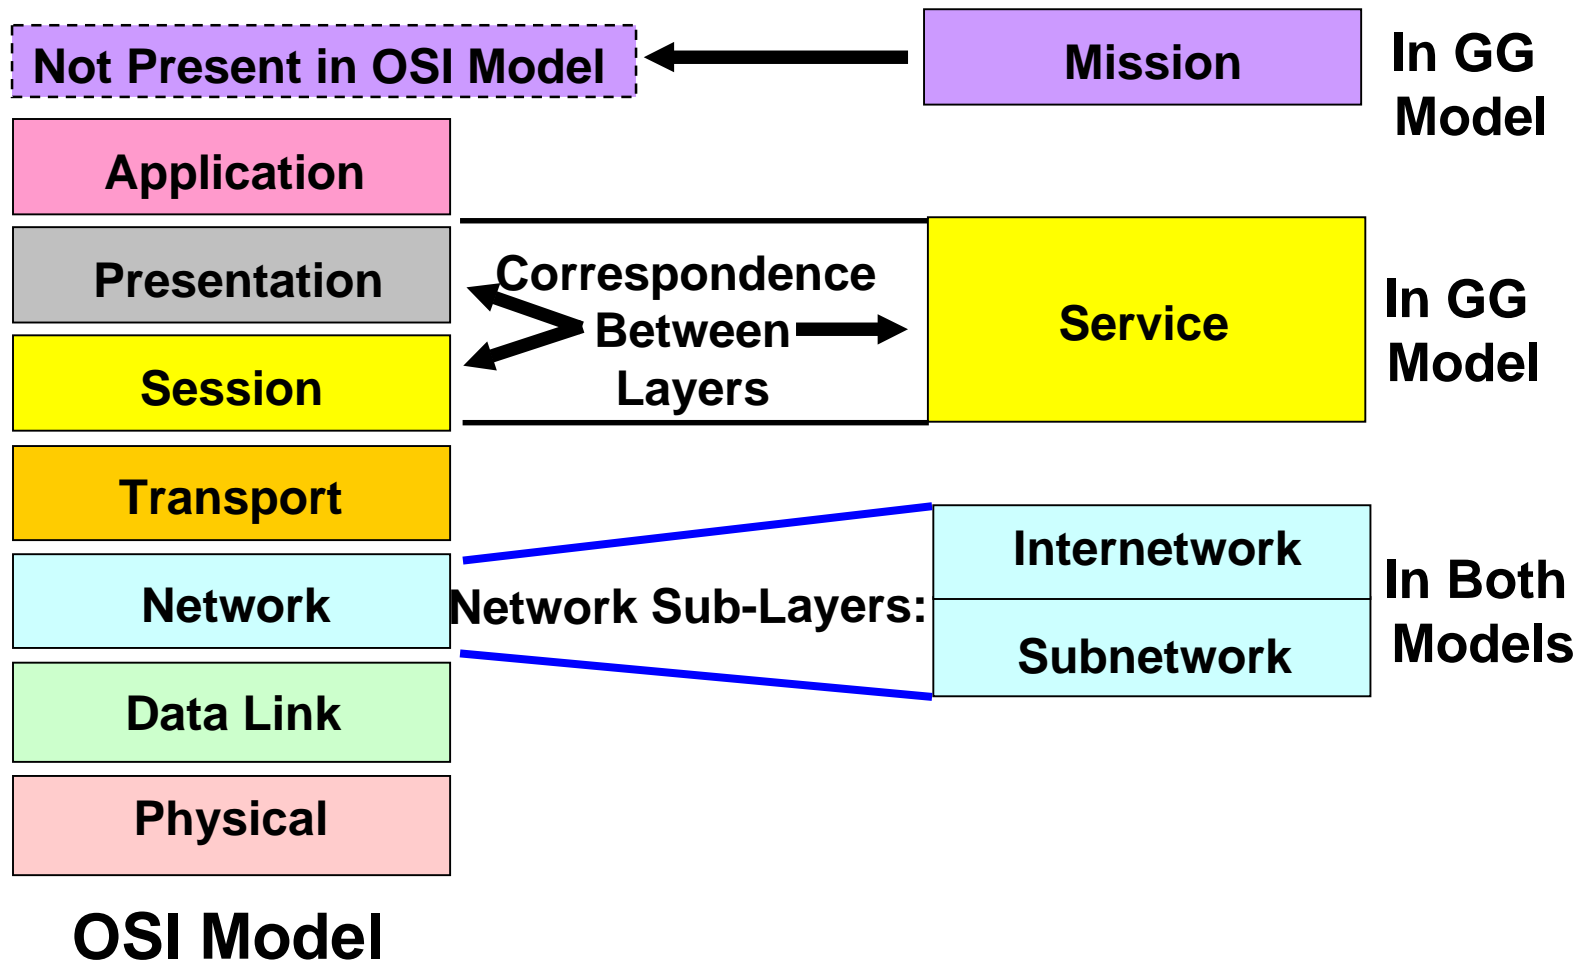 Not Present in OSI Model
Mission
In GG
Model
Application
Presentation
Session
Correspondence
Between
Layers
Service
In GG
Model
Transport
Network
Network Sub-Layers:
Internetwork
Subnetwork
In Both
Models
Data Link
Physical
OSI Model